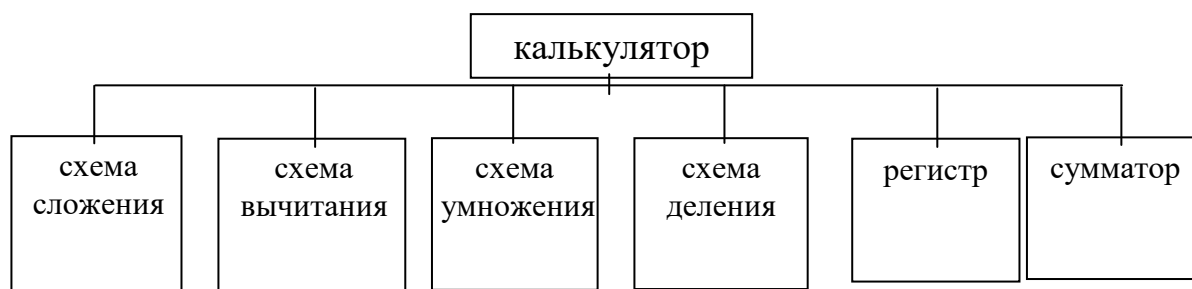 калькулятор
схема
сложения
схема
вычитания
схема
умножения
схема
деления
регистр
сумматор